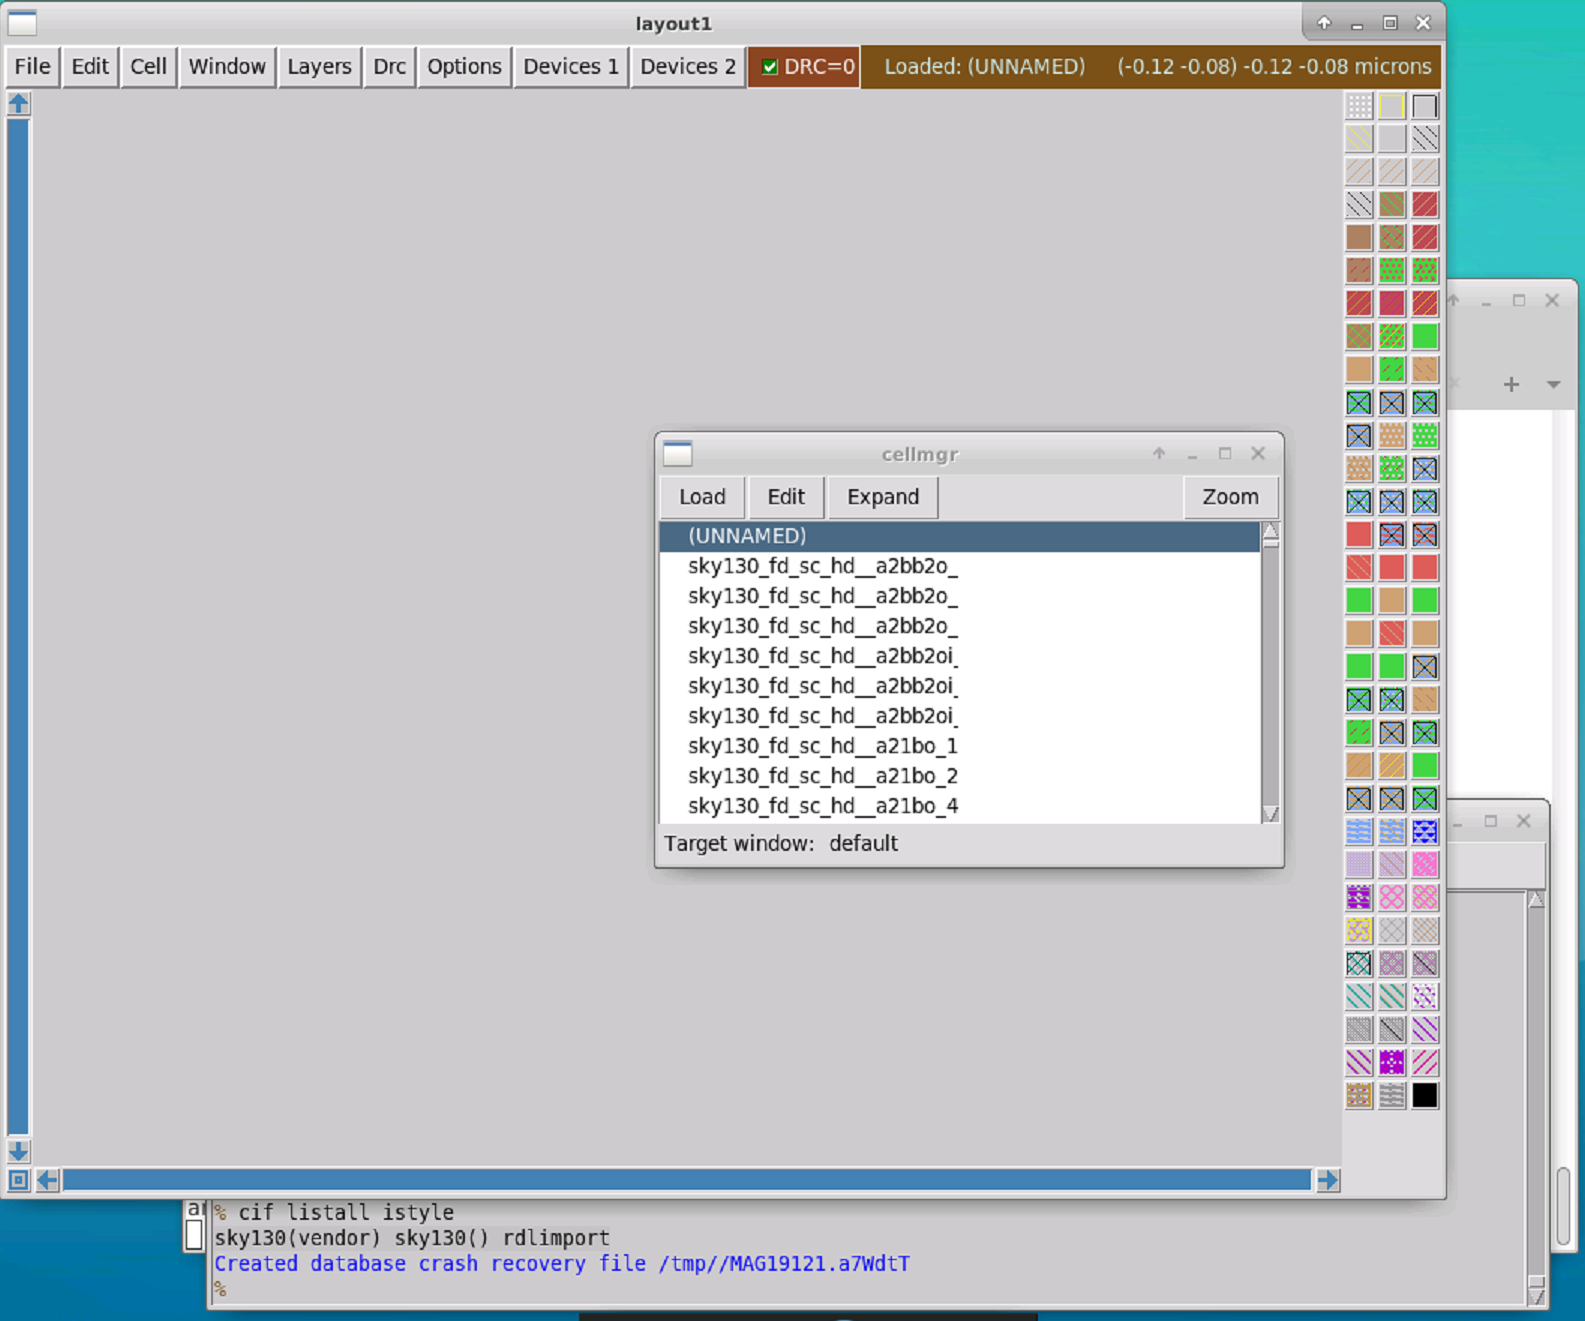 layout1
File Edit Cell Window Layers Drc Options Devices 1 Devices 2 DRC=0 Loaded: (UNNAMED) (-0.12 -0.08) -0.12 -0.08 microns
cellmgr
Load Edit Expand Zoom
(UNNAMED)
sky130_fd_sc_hd__a2bb2o_
sky130_fd_sc_hd__a2bb2o_
sky130_fd_sc_hd__a2bb2o_
sky130_fd_sc_hd__a2bb2oi_
sky130_fd_sc_hd__a2bb2oi_
sky130_fd_sc_hd__a2bb2oi_
sky130_fd_sc_hd__a21bo_1
sky130_fd_sc_hd__a21bo_2
sky130_fd_sc_hd__a21bo_4
Target window: default
% cif listall istyle
sky130(vendor) sky130() rdlimport
Created database crash recovery file /tmp//MAG19121.a7WdtT
%